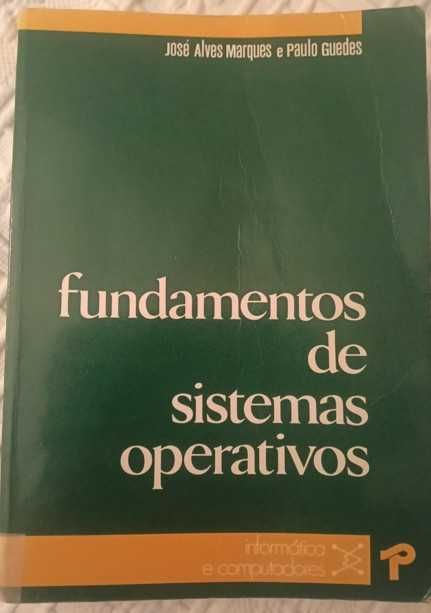 José Alves Marques e Paulo Guedes
fundamentos
de
sistemas
operativos
informática
e computadores